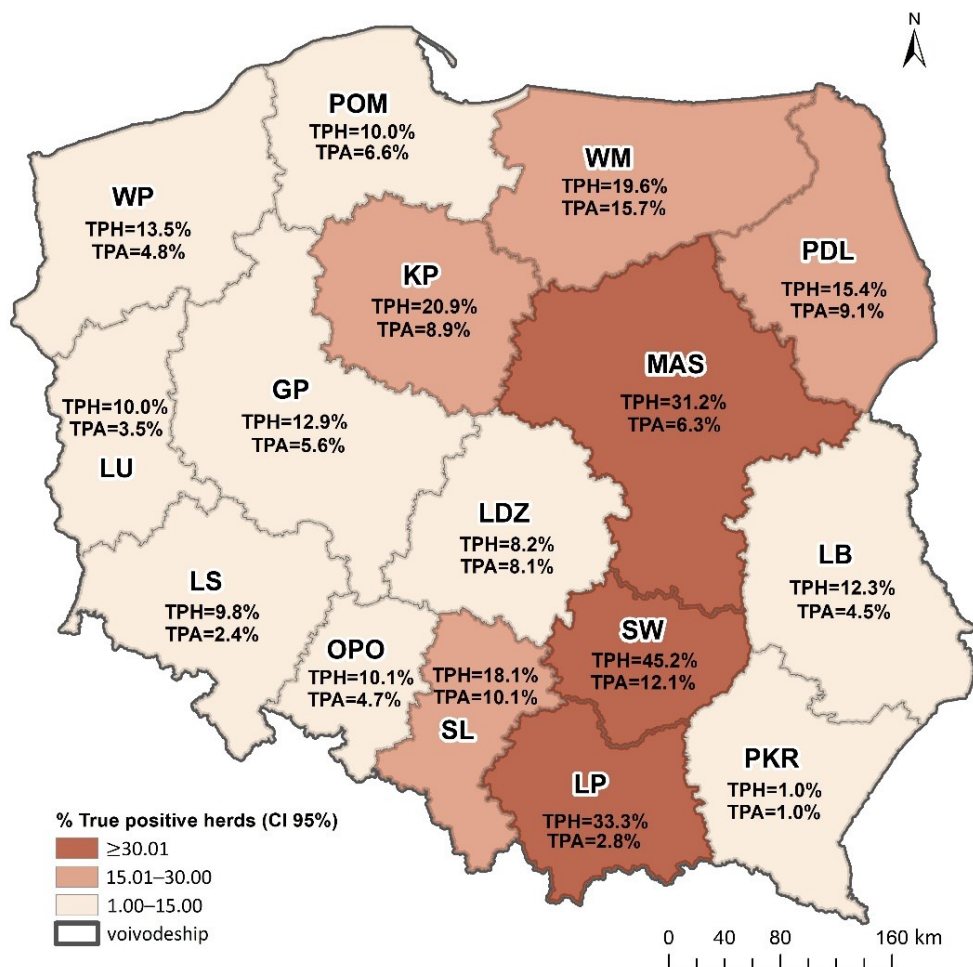 N
POM
TPH=10.0%
TPA=6.6%
WM
TPH=19.6%
TPA=15.7%
WP
TPH=13.5%
TPA=4.8%
PDL
TPH=15.4%
TPA=9.1%
KP
TPH=20.9%
TPA=8.9%
MAS
TPH=31.2%
TPA=6.3%
GP
TPH=12.9%
TPA=5.6%
TPH=10.0%
TPA=3.5%
LU
LDZ
TPH=8.2%
TPA=8.1%
LB
TPH=12.3%
TPA=4.5%
LS
TPH=9.8%
TPA=2.4%
SW
TPH=45.2%
TPA=12.1%
OPO
TPH=10.1%
TPA=4.7%
TPH=18.1%
TPA=10.1%
SL
LP
TPH=33.3%
TPA=2.8%
PKR
TPH=1.0%
TPA=1.0%
% True positive herds (CI 95%)
≥30.01
15.01–30.00
1.00–15.00
voivodeship
0 40 80 160 km